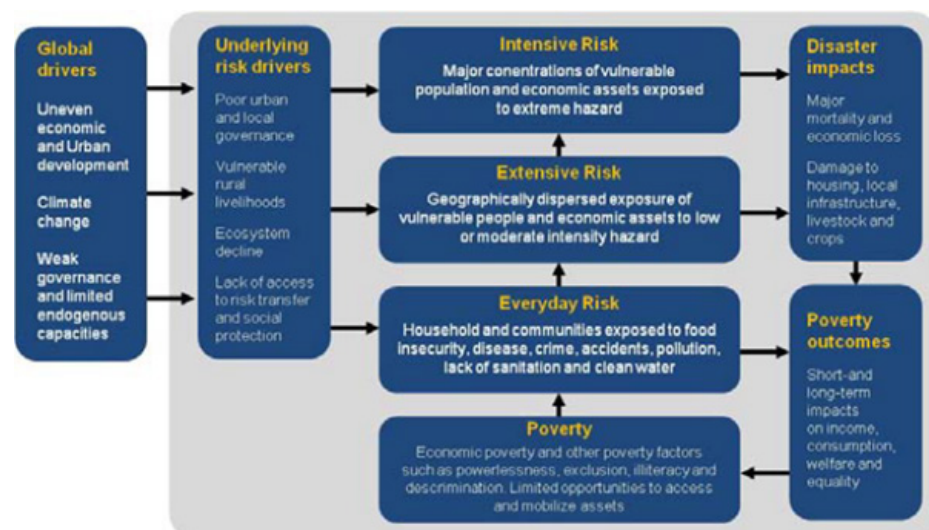 Global
drivers
Uneven
economic
and Urban
development
Climate
change
Weak
governance
and limited
endogenous
capacities
Underlying
risk drivers
Poor urban
and local
governance
Vulnerable
rural
livelihoods
Ecosystem
decline
Lack of access
to risk transfer
and social
protection
Intensive Risk
Major conentrations of vulnerable
population and economic assets exposed
to extreme hazard
Extensive Risk
Geographically dispersed exposure of
vulnerable people and economic assets to low
or moderate intensity hazard
Everyday Risk
Household and communities exposed to food
insecurity, disease, crime, accidents, pollution,
lack of sanitation and clean water
Poverty
Economic poverty and other poverty factors
such as powerlessness, exclusion, illiteracy and
descrimination. Limited opportunities to access
and mobilize assets
Disaster
impacts
Major
mortality and
economic loss
Damage to
housing, local
infrastructure,
livestock and
crops
Poverty
outcomes
Short-and
long-term
impacts
on income,
consumption,
welfare and
equality